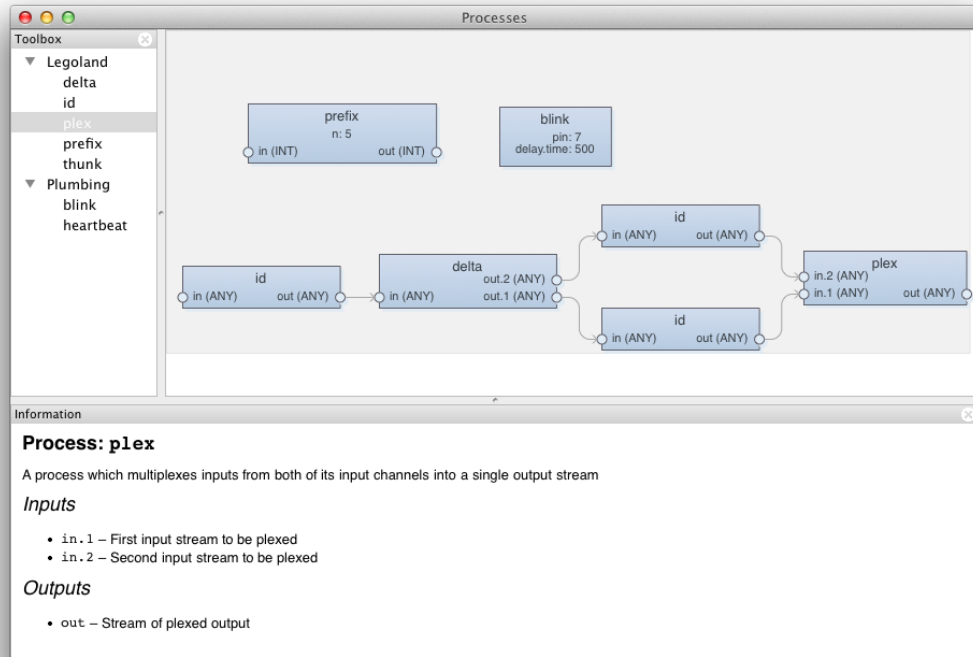 Processes
Toolbox
Legoland
delta
id
plex
prefix
thunk
Plumbing
blink
heartbeat
prefix
n: 5
in (INT) out (INT)
blink
pin: 7
delay.time: 500
id
in (ANY) out (ANY)
delta
out.2 (ANY)
in (ANY) out.1 (ANY)
id
in (ANY) out (ANY)
id
in (ANY) out (ANY)
plex
in.2 (ANY)
in.1 (ANY) out (ANY)
Information
Process: plex
A process which multiplexes inputs from both of its input channels into a single output stream
Inputs
• in.1 – First input stream to be plexed
• in.2 – Second input stream to be plexed
Outputs
• out – Stream of plexed output